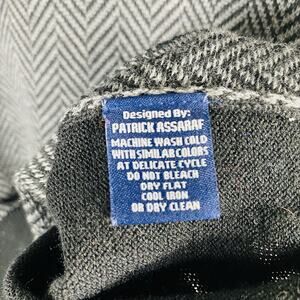 Designed By:
PATRICK ASSARAF
MACHINE WASH COLD
WITH SIMILAR COLORS
AT DELICATE CYCLE
DO NOT BLEACH
DRY FLAT
COOL IRON
OR DRY CLEAN